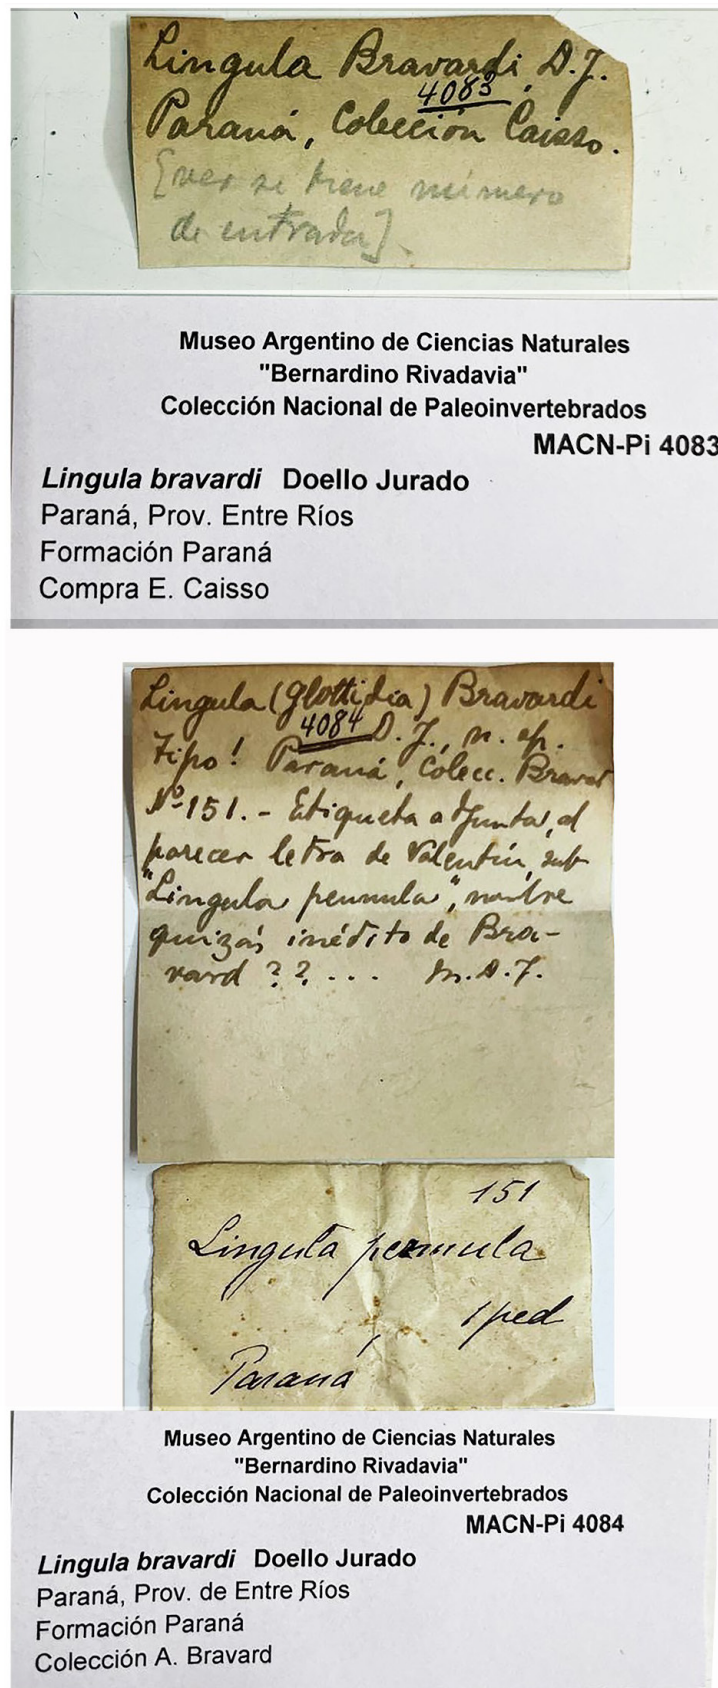 Lingula Bravardi, D.J.
4083
Paraná, Colección Caisso.
[ver si tiene número
de entrada].
Museo Argentino de Ciencias Naturales
"Bernardino Rivadavia"
Colección Nacional de Paleoinvertebrados
MACN-Pi 4083
Lingula bravardi Doello Jurado
Paraná, Prov. Entre Ríos
Formación Paraná
Compra E. Caisso
Lingula (Glottidia) Bravardi
4084 D. J., n. sp.
Tipo! Paraná, Colecc. Bravard
Nº 151. - Etiqueta adjunta, al
parecer letra de Valentín, sub
"Lingula pennula", nombre
quizás inédito de Bra-
vard ? ? . . . M. D. J.
151
Lingula pennula
1 ped
Paraná
Museo Argentino de Ciencias Naturales
"Bernardino Rivadavia"
Colección Nacional de Paleoinvertebrados
MACN-Pi 4084
Lingula bravardi Doello Jurado
Paraná, Prov. de Entre Ríos
Formación Paraná
Colección A. Bravard